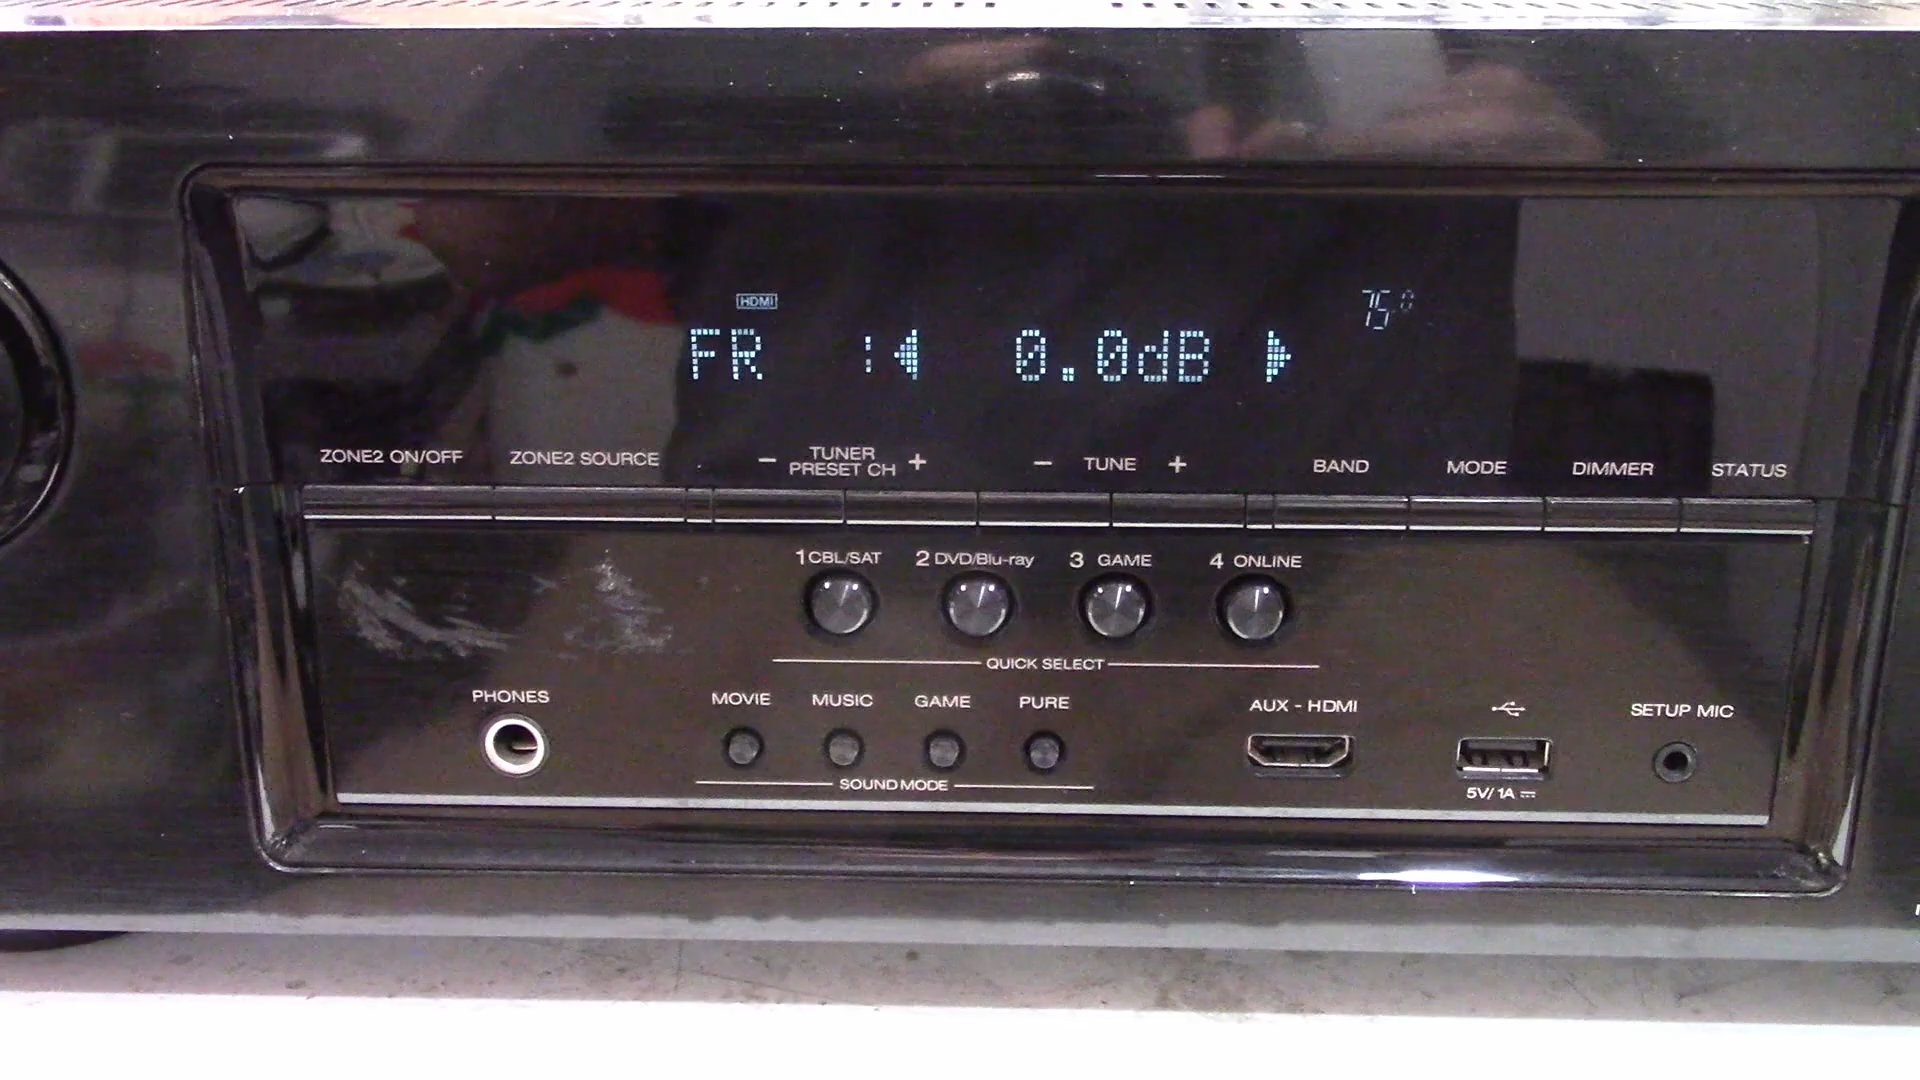 HDMI
75.0
FR : ◀ 0.0dB ▶
ZONE2 ON/OFF ZONE2 SOURCE − TUNER PRESET CH + − TUNE + BAND MODE DIMMER STATUS
1 CBL/SAT 2 DVD/Blu-ray 3 GAME 4 ONLINE
QUICK SELECT
PHONES MOVIE MUSIC GAME PURE AUX - HDMI SETUP MIC
SOUND MODE 5V/1A